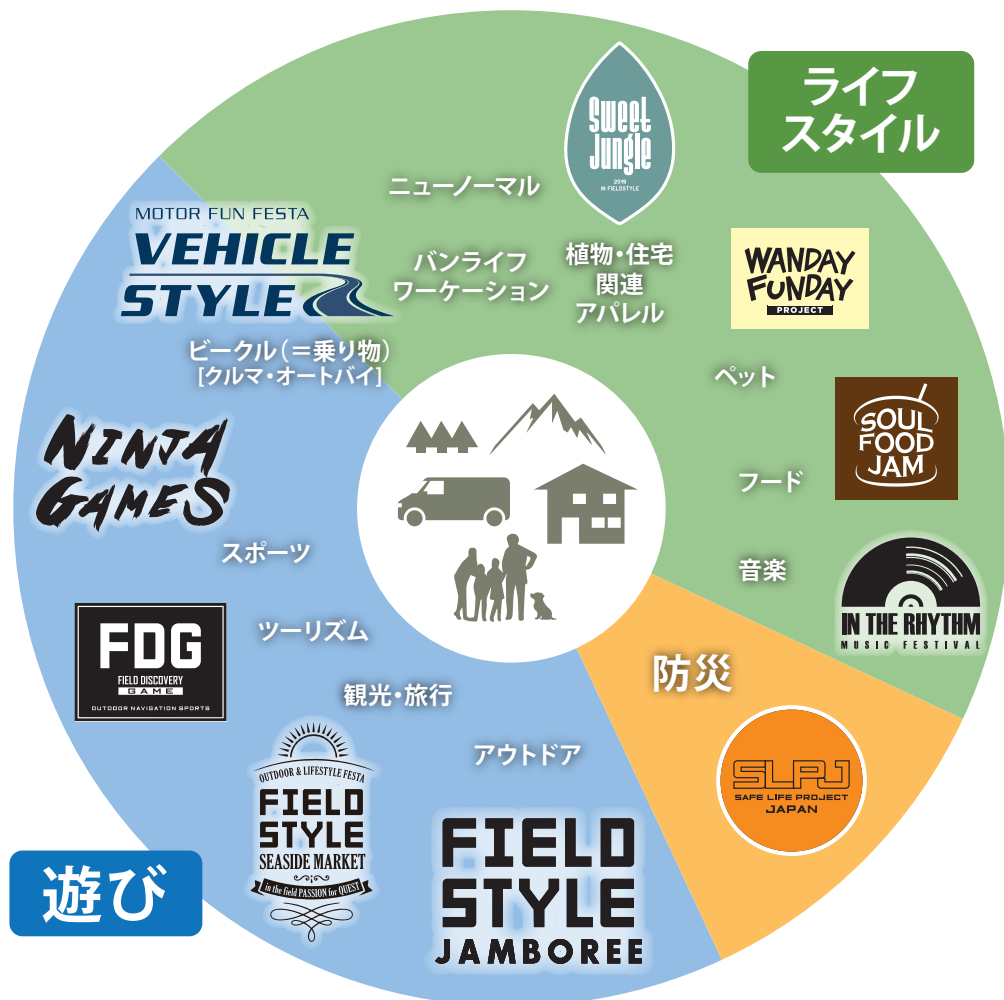 ライフ
スタイル
Sweet
Jungle
2019
IN FIELDSTYLE
ニューノーマル
バンライフ
ワーケーション
植物・住宅
関連
アパレル
WANDAY
FUNDAY
PROJECT
ペット
SOUL
FOOD
JAM
フード
音楽
IN THE RHYTHM
MUSIC FESTIVAL
防災
SLPJ
SAFE LIFE PROJECT
JAPAN
MOTOR FUN FESTA
VEHICLE
STYLE
ビークル(=乗り物)
[クルマ・オートバイ]
NINJA
GAMES
スポーツ
FDG
FIELD DISCOVERY
GAME
OUTDOOR NAVIGATION SPORTS
ツーリズム
観光・旅行
OUTDOOR & LIFESTYLE FESTA
FIELD
STYLE
SEASIDE MARKET
in the field PASSION for QUEST
アウトドア
FIELD
STYLE
JAMBOREE
遊び